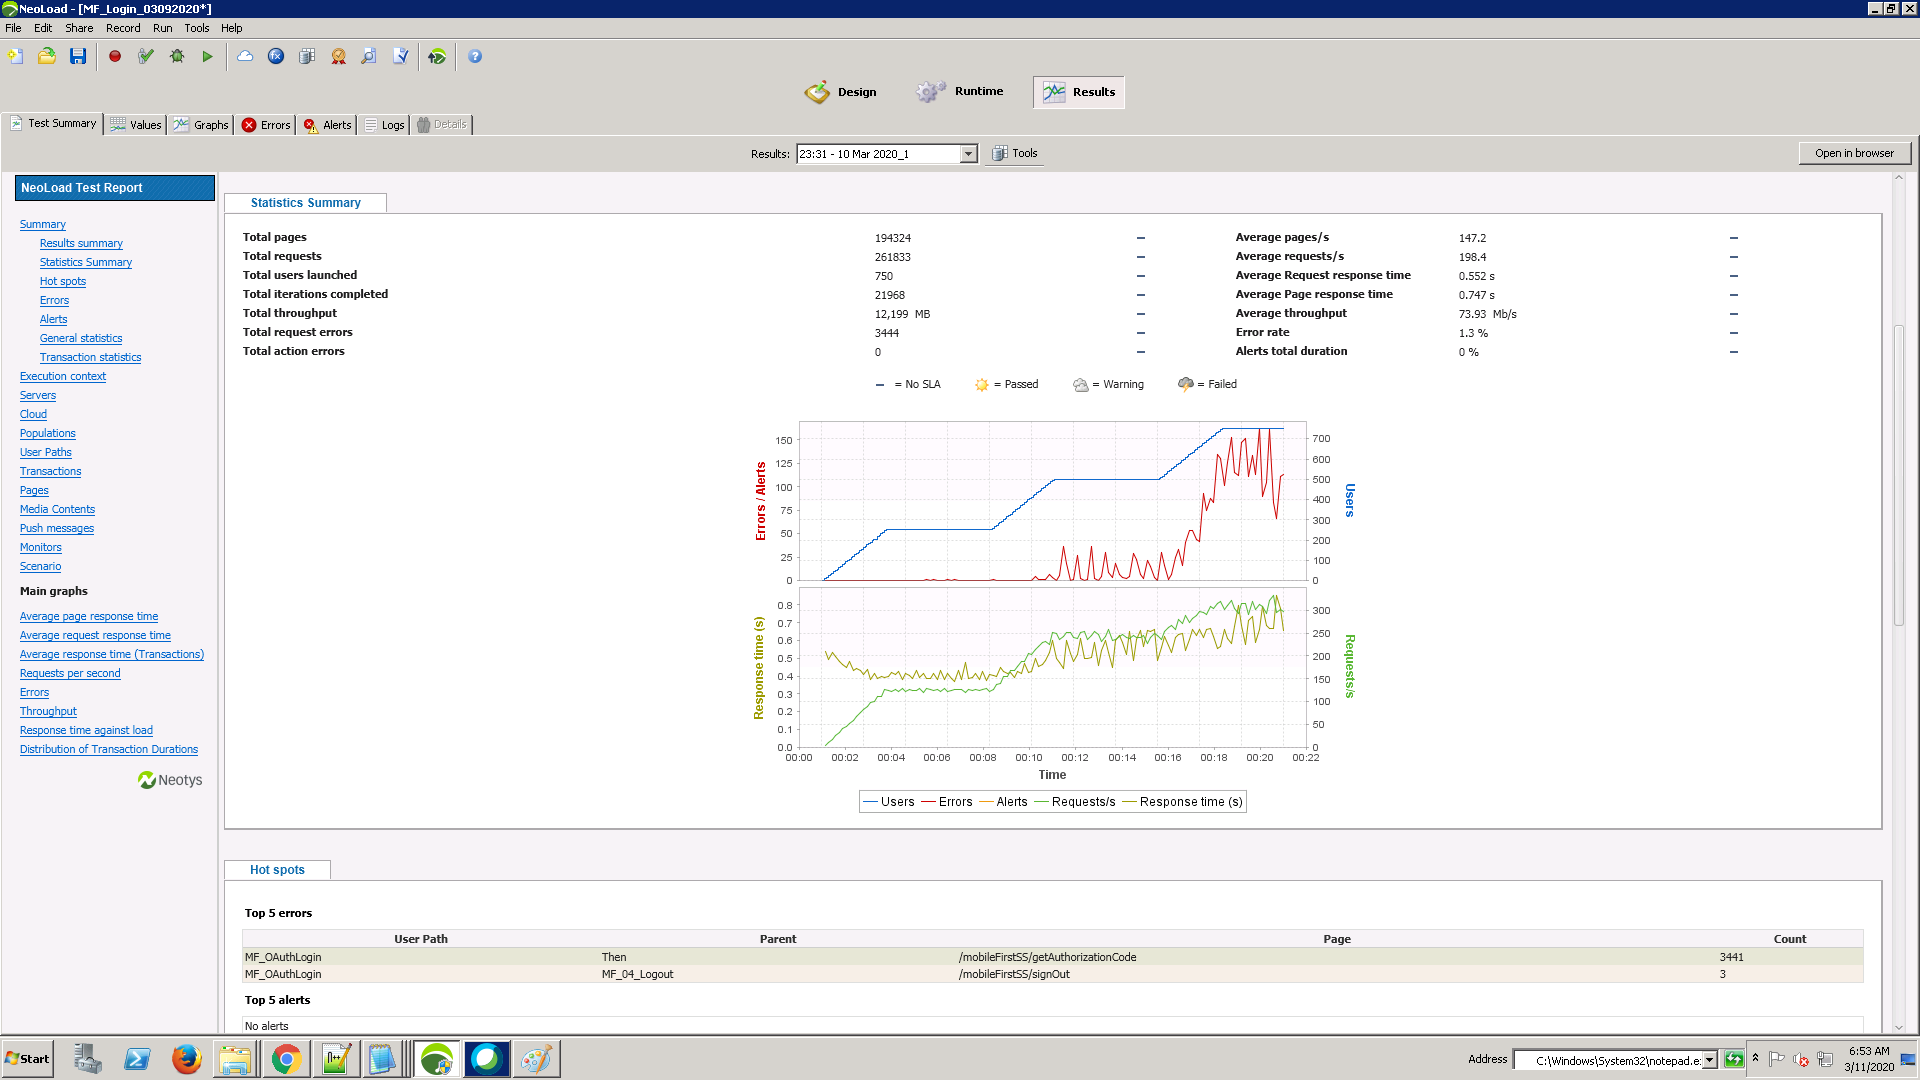 NeoLoad - [MF_Login_03092020*]
File Edit Share Record Run Tools Help
Design Runtime Results
Test Summary Values Graphs Errors Alerts Logs Details
Results: 23:31 - 10 Mar 2020_1 Tools Open in browser
NeoLoad Test Report
Summary
Results summary
Statistics Summary
Hot spots
Errors
Alerts
General statistics
Transaction statistics
Execution context
Servers
Cloud
Populations
User Paths
Transactions
Pages
Media Contents
Push messages
Monitors
Scenario
Main graphs
Average page response time
Average request response time
Average response time (Transactions)
Requests per second
Errors
Throughput
Response time against load
Distribution of Transaction Durations
Neotys
Statistics Summary
Total pages 194324 – Average pages/s 147.2 –
Total requests 261833 – Average requests/s 198.4 –
Total users launched 750 – Average Request response time 0.552 s –
Total iterations completed 21968 – Average Page response time 0.747 s –
Total throughput 12,199 MB – Average throughput 73.93 Mb/s –
Total request errors 3444 – Error rate 1.3 % –
Total action errors 0 – Alerts total duration 0 % –
– = No SLA = Passed = Warning = Failed
Errors / Alerts
150
125
100
75
50
25
0
700
600
500
400
300
200
100
0
Users
Response time (s)
0.8
0.7
0.6
0.5
0.4
0.3
0.2
0.1
0.0
300
250
200
150
100
50
0
Requests/s
00:00 00:02 00:04 00:06 00:08 00:10 00:12 00:14 00:16 00:18 00:20 00:22
Time
Users Errors Alerts Requests/s Response time (s)
Hot spots
Top 5 errors
User Path Parent Page Count
MF_OAuthLogin Then /mobileFirstSS/getAuthorizationCode 3441
MF_OAuthLogin MF_04_Logout /mobileFirstSS/signOut 3
Top 5 alerts
No alerts
Start
Address C:\Windows\System32\notepad.e
6:53 AM
3/11/2020